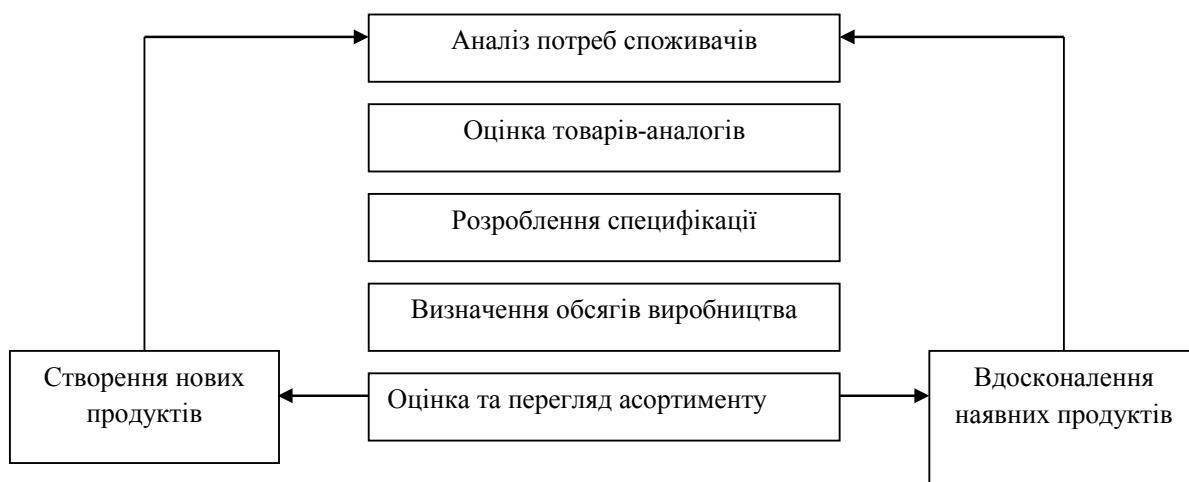 Аналіз потреб споживачів
Оцінка товарів-аналогів
Розроблення специфікації
Визначення обсягів виробництва
Створення нових
продуктів
Оцінка та перегляд асортименту
Вдосконалення
наявних продуктів